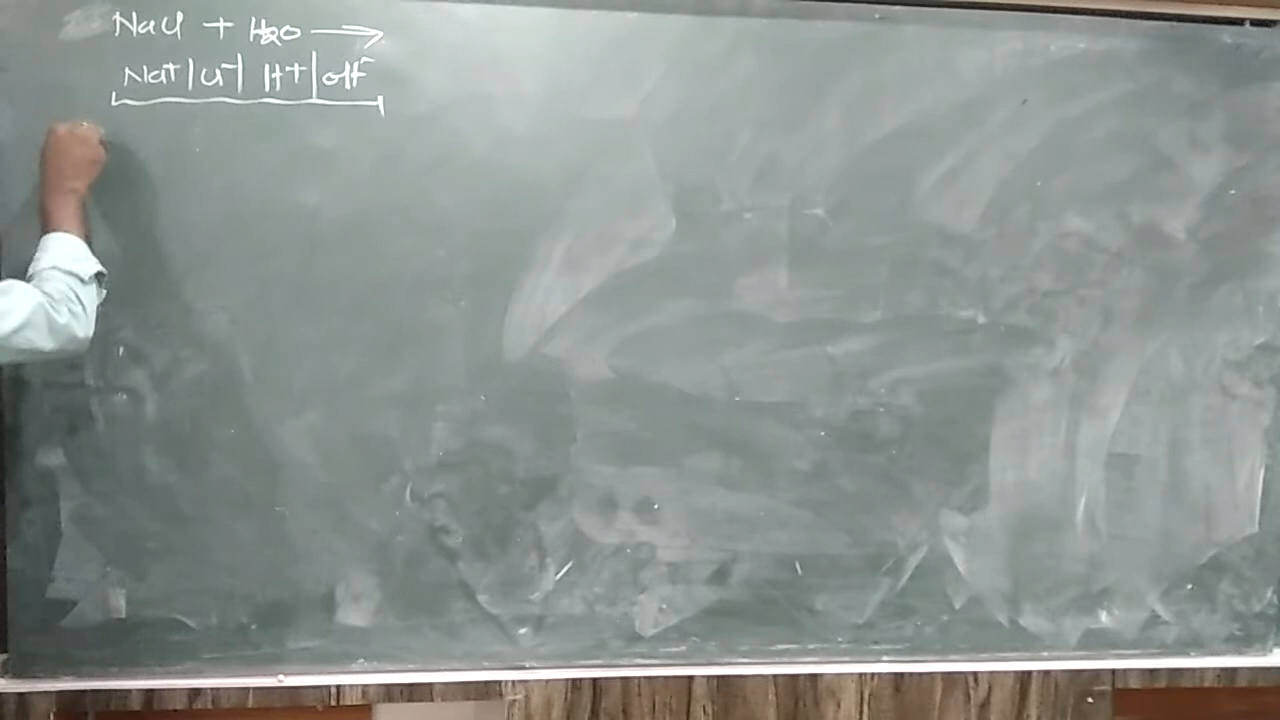 NaCl + H2O →
Na+ | Cl- | H+ | OH-